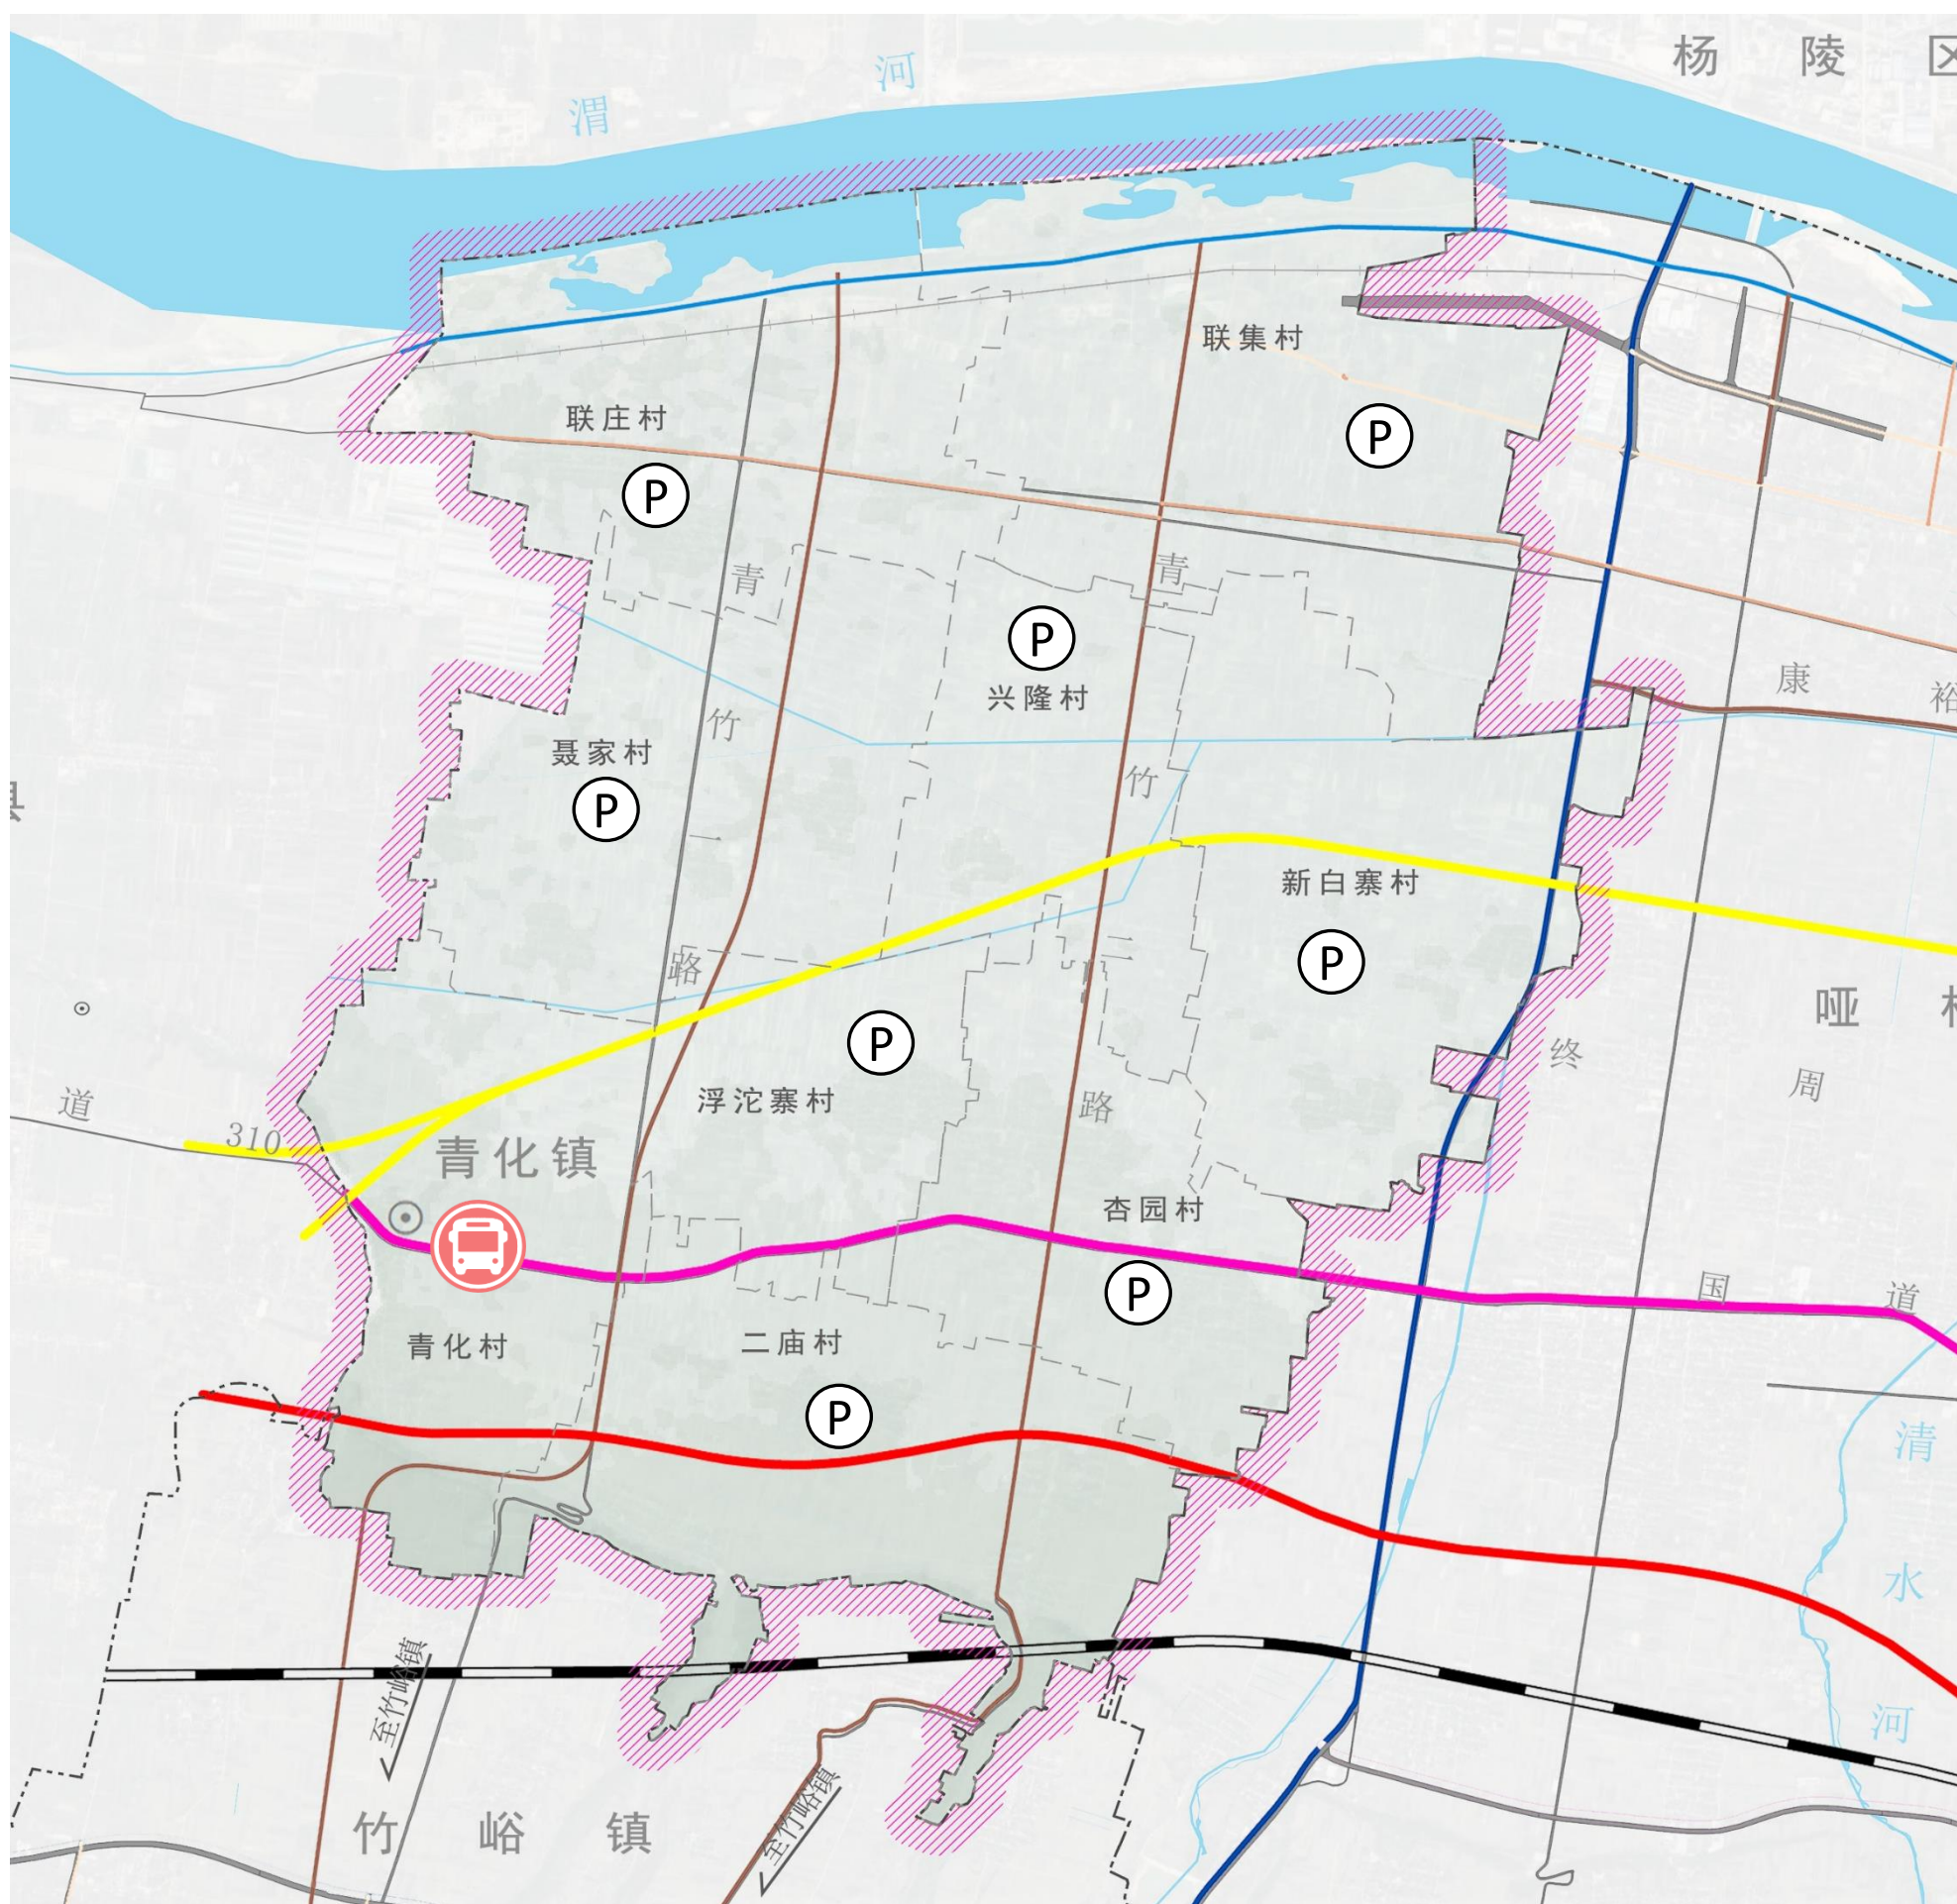 杨陵区
渭河
联集村
联庄村
P
P
青
青
P
兴隆村
康裕
竹
聂家村
P
竹
县
新白寨村
P
路
哑
P
终
周
浮沱寨村
路
道
310
青化镇
杏园村
P
国道
青化村
二庙村
P
清水河
至竹峪镇
至竹峪镇
竹峪镇